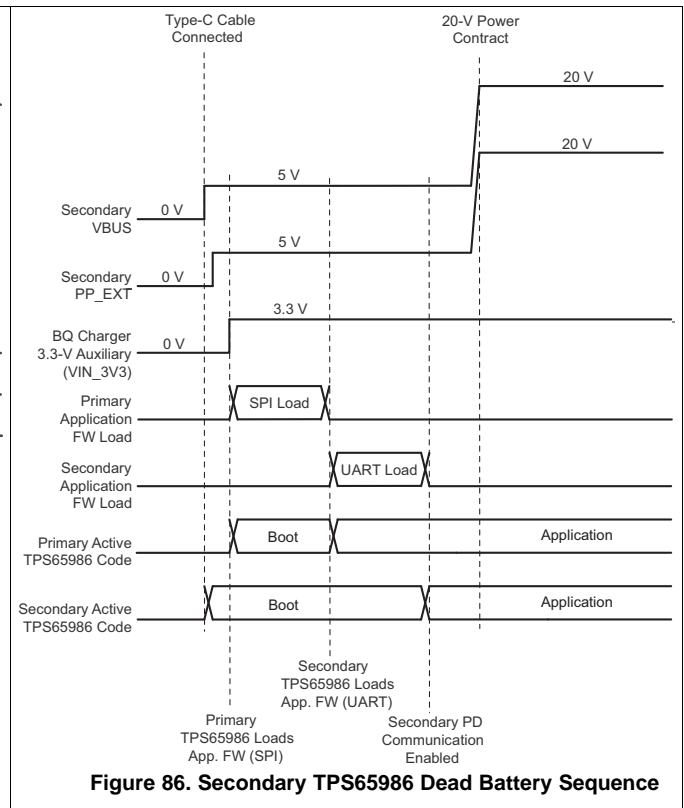 Type-C Cable
Connected
20-V Power
Contract
20 V
20 V
5 V
Secondary
VBUS
0 V
5 V
Secondary
PP_EXT
0 V
3.3 V
BQ Charger
3.3-V Auxiliary
(VIN_3V3)
0 V
Primary
Application
FW Load
SPI Load
Secondary
Application
FW Load
UART Load
Primary Active
TPS65986 Code
Boot
Application
Secondary Active
TPS65986 Code
Boot
Application
Secondary
TPS65986 Loads
App. FW (UART)
Primary
TPS65986 Loads
App. FW (SPI)
Secondary PD
Communication
Enabled
Figure 86. Secondary TPS65986 Dead Battery Sequence